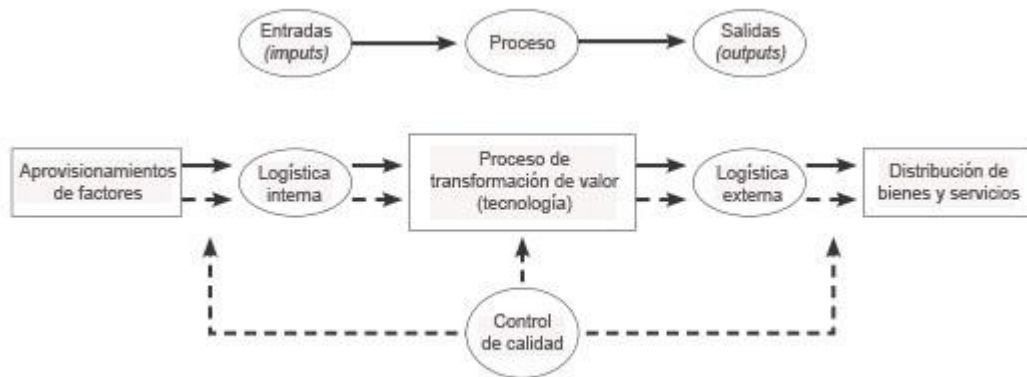 Entradas
(imputs)
Proceso
Salidas
(outputs)
Aprovisionamientos
de factores
Logística
interna
Proceso de
transformación de valor
(tecnología)
Logística
externa
Distribución de
bienes y servicios
Control
de calidad